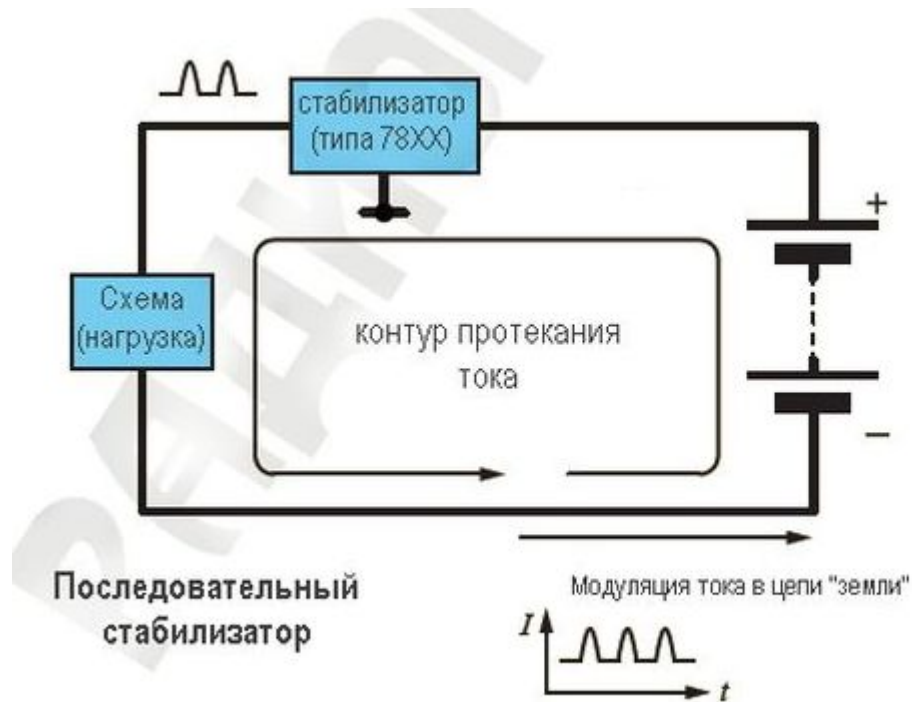 стабилизатор
(типа 78XX)
+
Схема
(нагрузка)
контур протекания
тока
–
Последовательный
стабилизатор
Модуляция тока в цепи "земли"
I
t